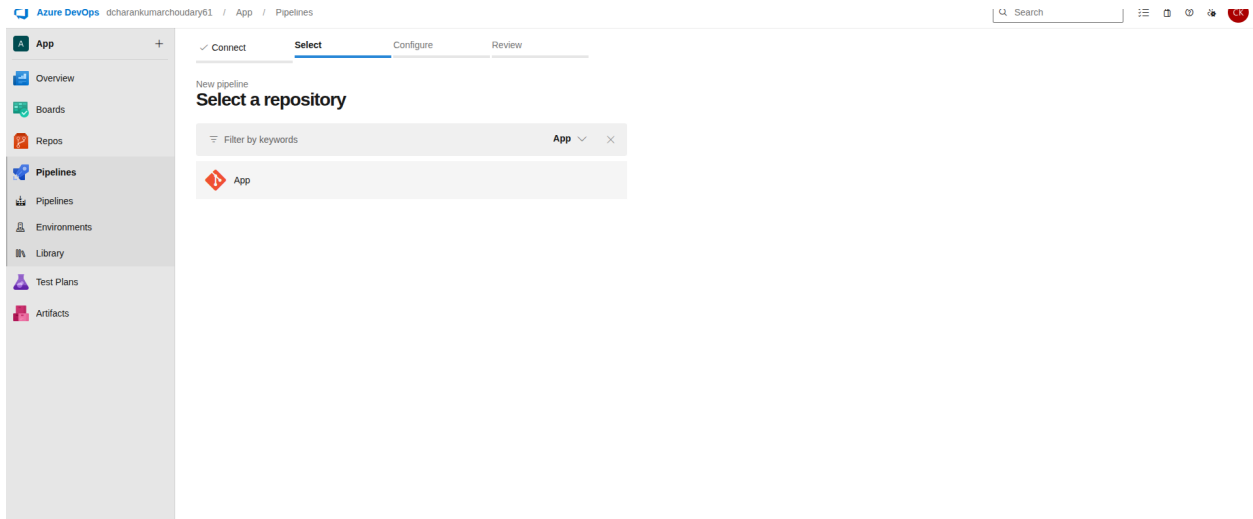 Azure DevOps dcharankumarchoudary61 / App / Pipelines
Search
CK
A App +
Overview
Boards
Repos
Pipelines
Pipelines
Environments
Library
Test Plans
Artifacts
Connect Select Configure Review
New pipeline
Select a repository
Filter by keywords App
App